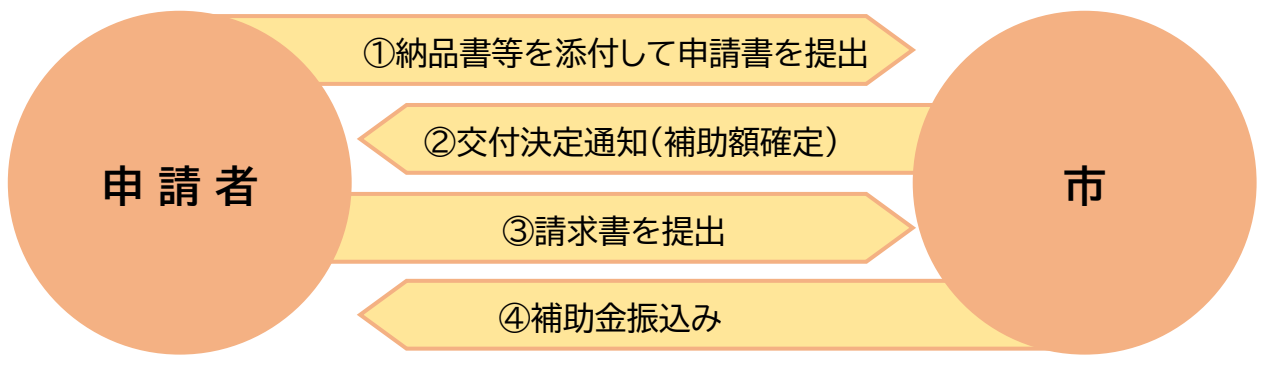 ①納品書等を添付して申請書を提出
②交付決定通知（補助額確定）
申請者
市
③請求書を提出
④補助金振込み